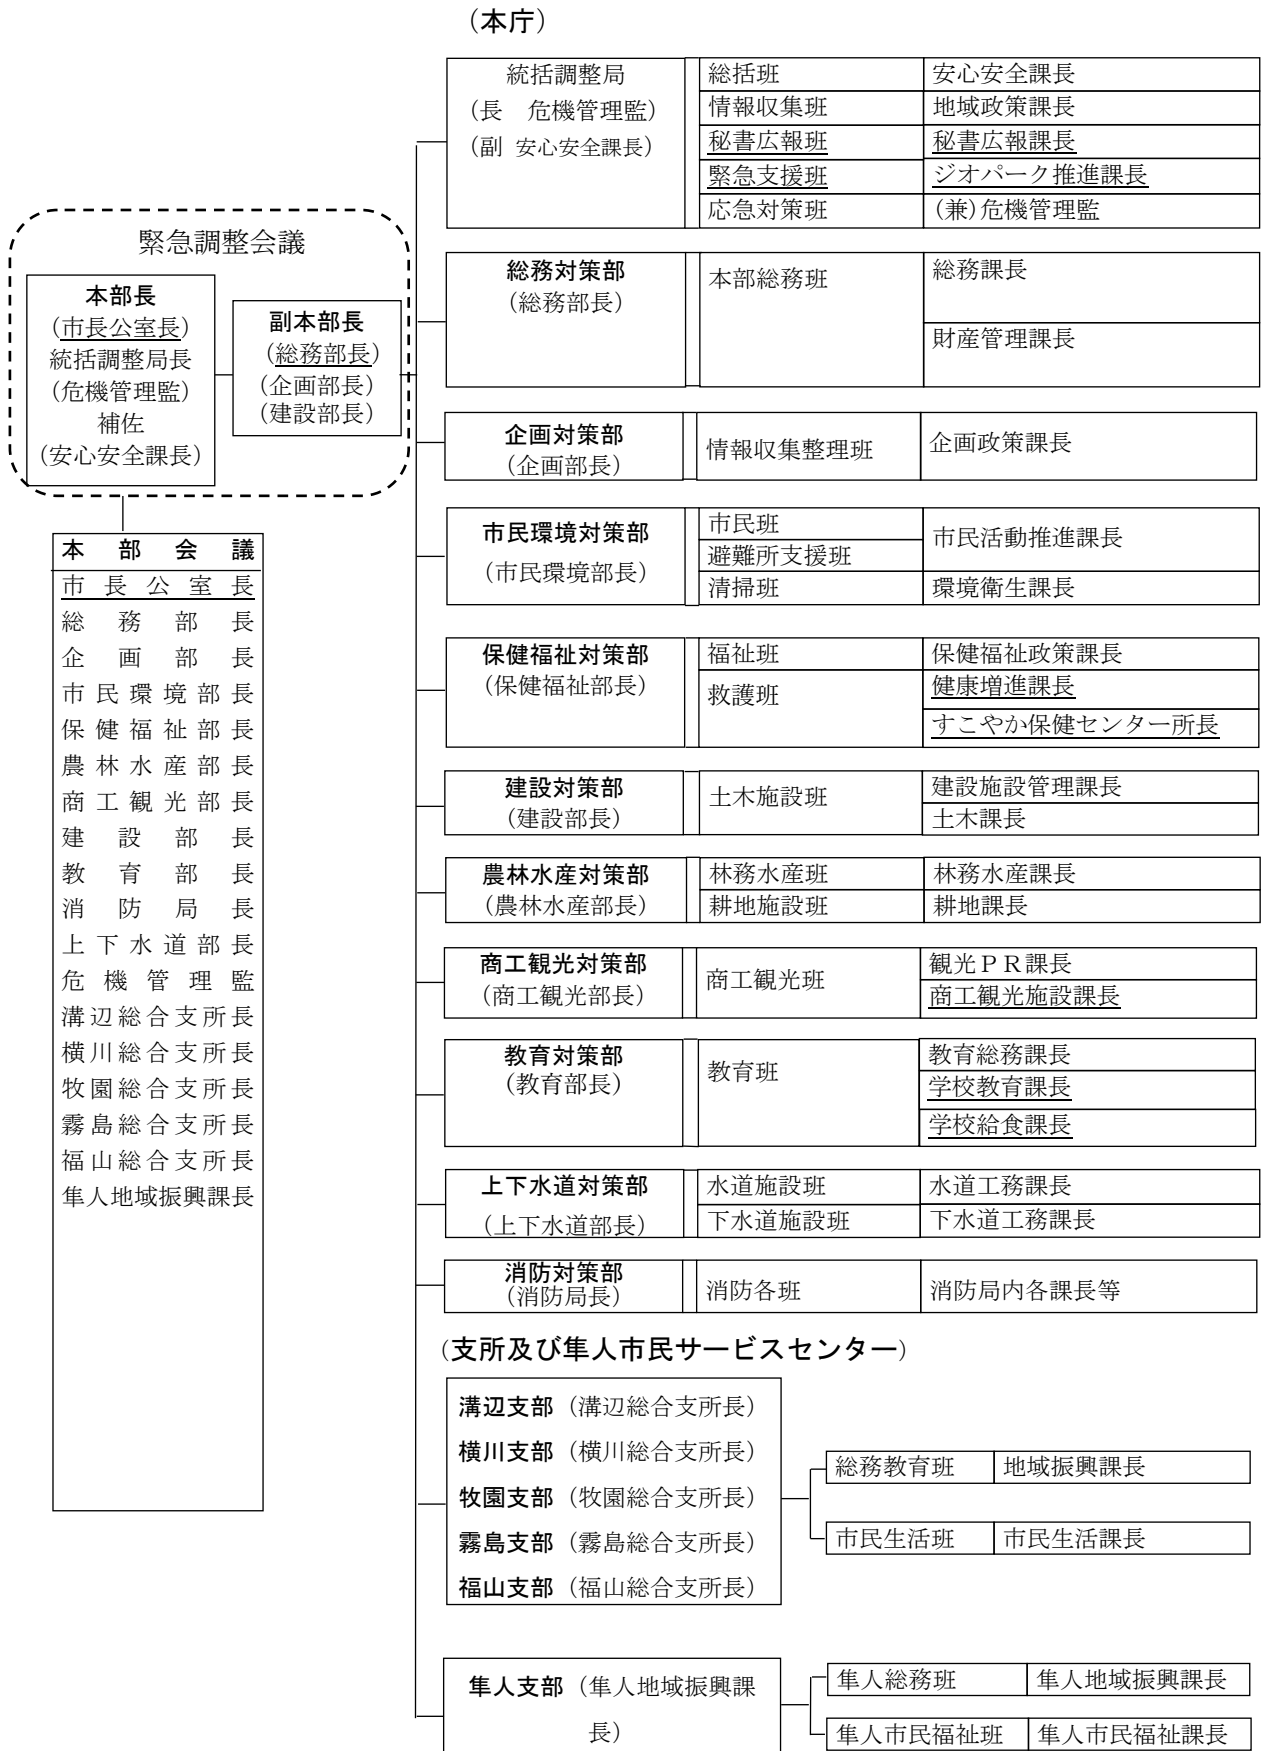 (本庁)
統括調整局
(長　危機管理監)
(副 安心安全課長)
総括班 安心安全課長
情報収集班 地域政策課長
秘書広報班 秘書広報課長
緊急支援班 ジオパーク推進課長
応急対策班 (兼)危機管理監
緊急調整会議
本部長
(市長公室長)
統括調整局長
(危機管理監)
補佐
(安心安全課長)
副本部長
(総務部長)
(企画部長)
(建設部長)
本部会議
市長公室長
総務部長
企画部長
市民環境部長
保健福祉部長
農林水産部長
商工観光部長
建設部長
教育部長
消防局長
上下水道部長
危機管理監
溝辺総合支所長
横川総合支所長
牧園総合支所長
霧島総合支所長
福山総合支所長
隼人地域振興課長
総務対策部
(総務部長)
本部総務班 総務課長
財産管理課長
企画対策部
(企画部長)
情報収集整理班 企画政策課長
市民環境対策部
(市民環境部長)
市民班 市民活動推進課長
避難所支援班
清掃班 環境衛生課長
保健福祉対策部
(保健福祉部長)
福祉班 保健福祉政策課長
救護班 健康増進課長
すこやか保健センター所長
建設対策部
(建設部長)
土木施設班 建設施設管理課長
土木課長
農林水産対策部
(農林水産部長)
林務水産班 林務水産課長
耕地施設班 耕地課長
商工観光対策部
(商工観光部長)
商工観光班 観光ＰＲ課長
商工観光施設課長
教育対策部
(教育部長)
教育班 教育総務課長
学校教育課長
学校給食課長
上下水道対策部
(上下水道部長)
水道施設班 水道工務課長
下水道施設班 下水道工務課長
消防対策部
(消防局長)
消防各班 消防局内各課長等
(支所及び隼人市民サービスセンター)
溝辺支部 (溝辺総合支所長)
横川支部 (横川総合支所長)
牧園支部 (牧園総合支所長)
霧島支部 (霧島総合支所長)
福山支部 (福山総合支所長)
総務教育班 地域振興課長
市民生活班 市民生活課長
隼人支部 (隼人地域振興課
長)
隼人総務班 隼人地域振興課長
隼人市民福祉班 隼人市民福祉課長